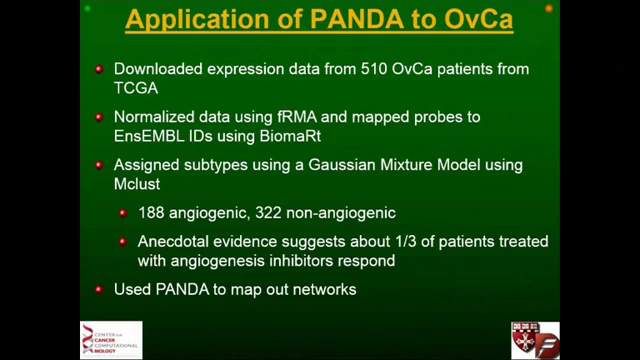 Application of PANDA to OvCa
Downloaded expression data from 510 OvCa patients from
TCGA
Normalized data using fRMA and mapped probes to
EnsEMBL IDs using BiomaRt
Assigned subtypes using a Gaussian Mixture Model using
Mclust
188 angiogenic, 322 non-angiogenic
Anecdotal evidence suggests about 1/3 of patients treated
with angiogenesis inhibitors respond
Used PANDA to map out networks
CENTER for
CANCER
COMPUTATIONAL
BIOLOGY